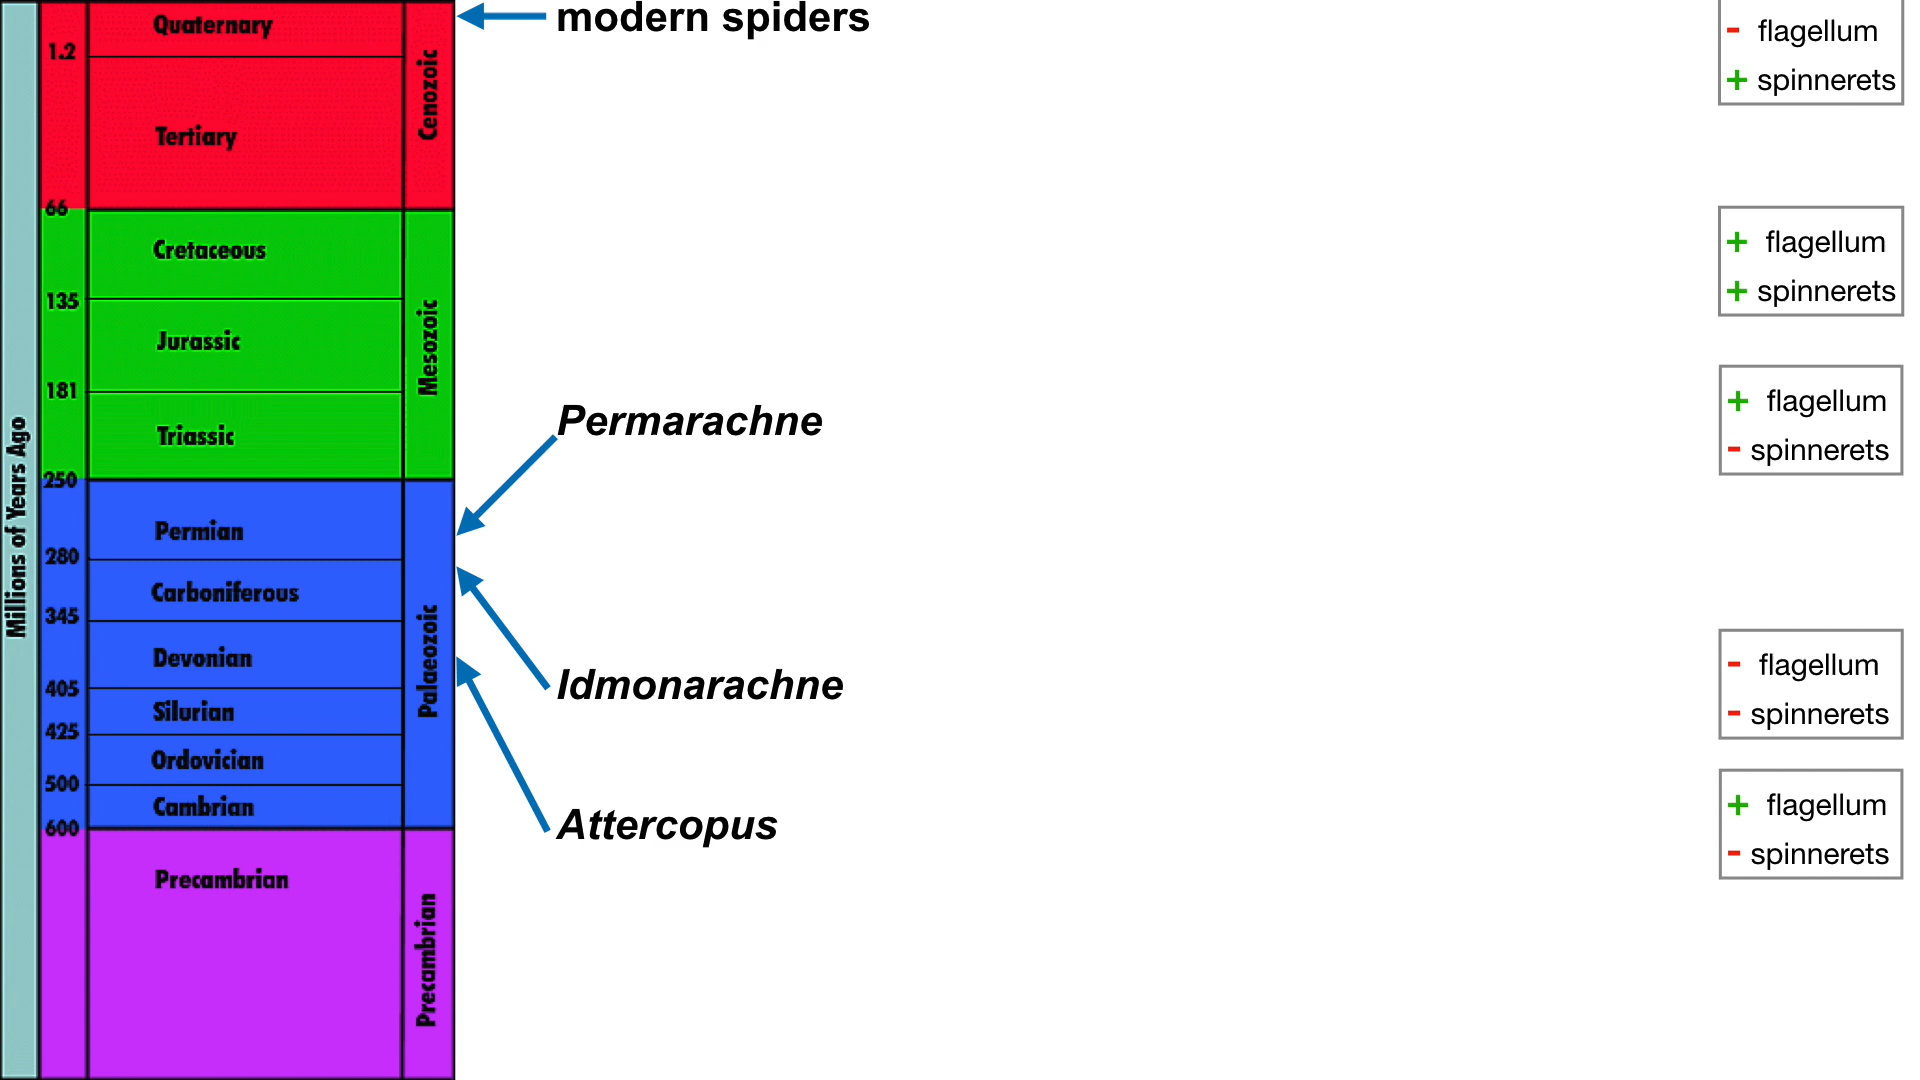 Millions of Years Ago
Quaternary
1.2
Tertiary
66
Cenozoic
Cretaceous
135
Jurassic
181
Triassic
250
Mesozoic
Permian
280
Carboniferous
345
Devonian
405
Silurian
425
Ordovician
500
Cambrian
600
Palaeozoic
Precambrian
Precambrian
modern spiders
- flagellum
+ spinnerets
+ flagellum
+ spinnerets
Permarachne
+ flagellum
- spinnerets
Idmonarachne
- flagellum
- spinnerets
Attercopus
+ flagellum
- spinnerets